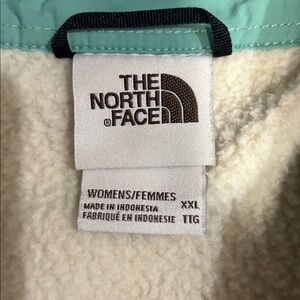 THE
NORTH
®FACE
WOMENS/FEMMES
MADE IN INDONESIA XXL
FABRIQUÉ EN INDONESIE TTG